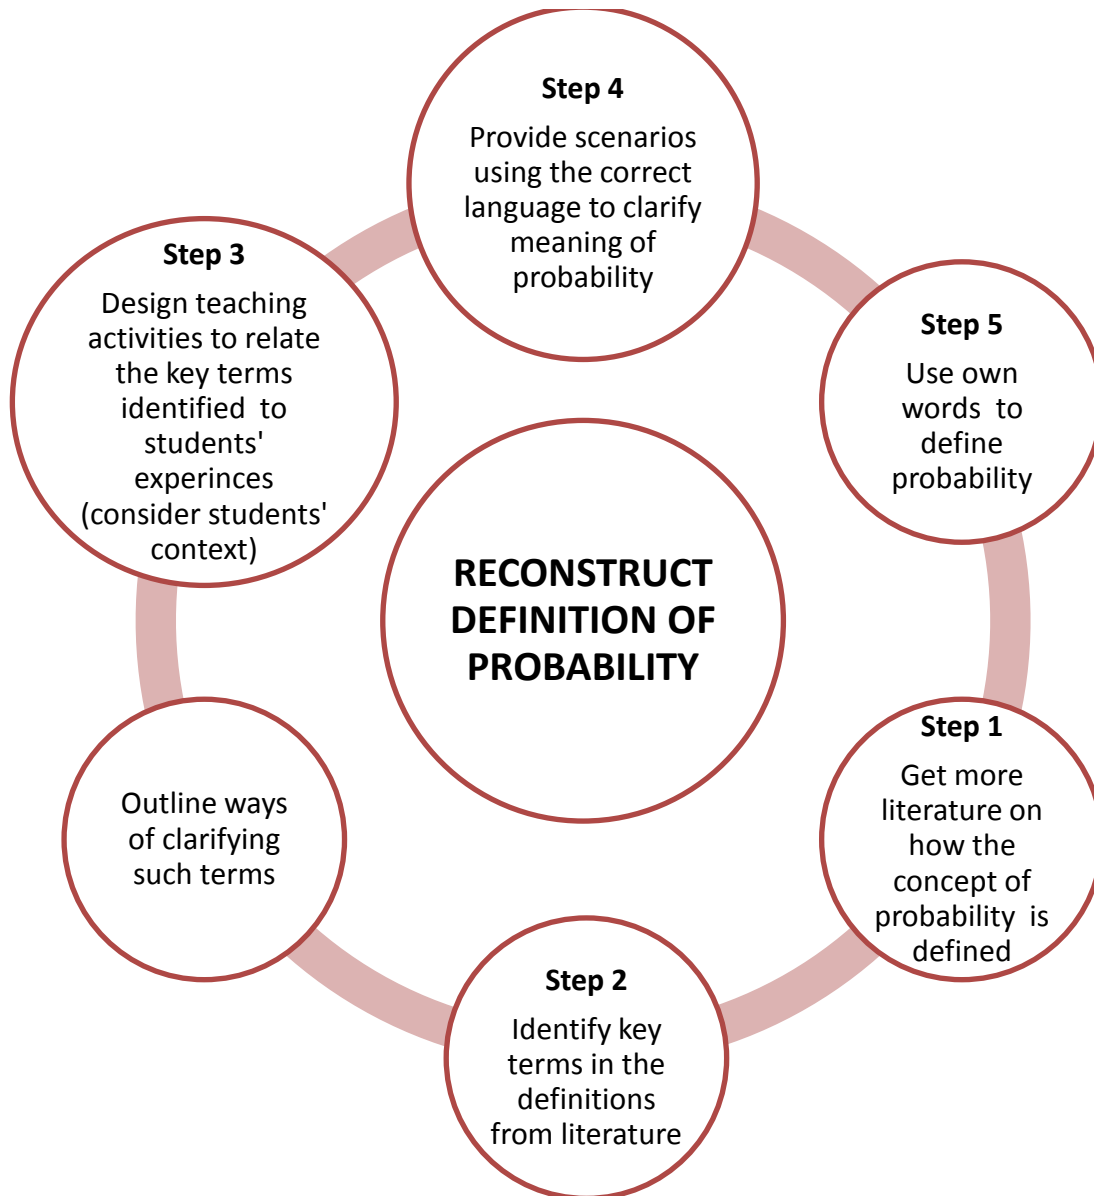 Step 4
Provide scenarios
using the correct
language to clarify
meaning of
probability
Step 3
Design teaching
activities to relate
the key terms
identified to
students'
experinces
(consider students'
context)
Step 5
Use own
words to
define
probability
RECONSTRUCT
DEFINITION OF
PROBABILITY
Step 1
Get more
literature on
how the
concept of
probability is
defined
Outline ways
of clarifying
such terms
Step 2
Identify key
terms in the
definitions
from literature